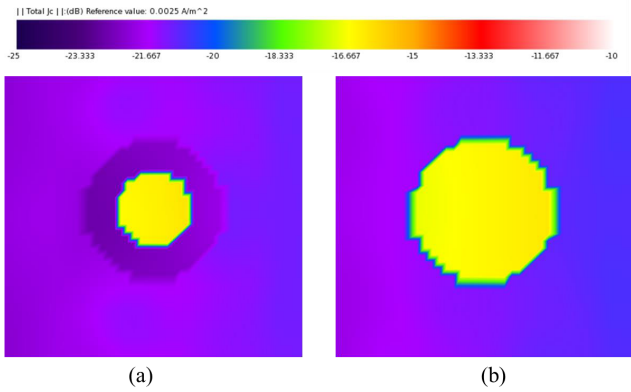 | | Total Jc | |:(dB) Reference value: 0.0025 A/m^2
-25 -23.333 -21.667 -20 -18.333 -16.667 -15 -13.333 -11.667 -10
(a) (b)